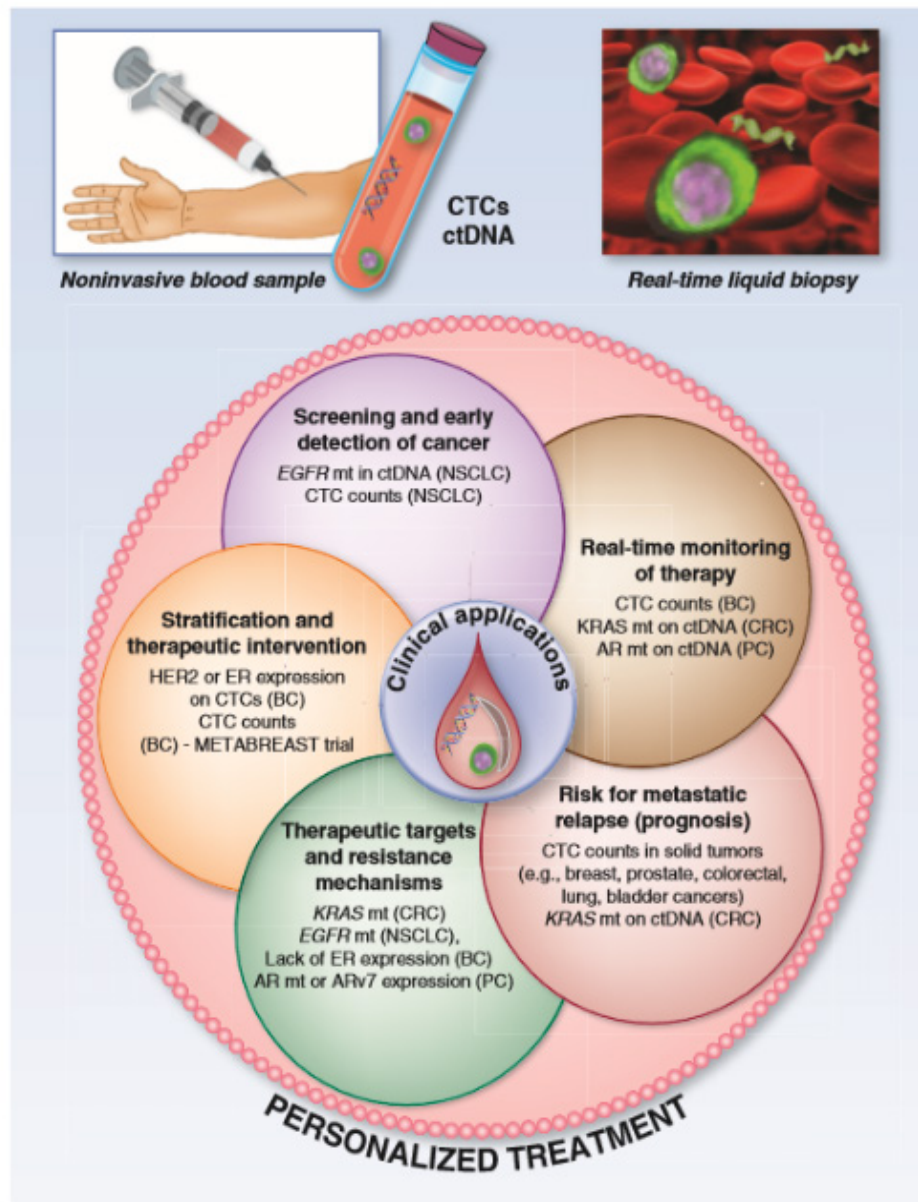 CTCs
ctDNA
Noninvasive blood sample
Real-time liquid biopsy
Screening and early
detection of cancer
EGFR mt in ctDNA (NSCLC)
CTC counts (NSCLC)
Real-time monitoring
of therapy
CTC counts (BC)
KRAS mt on ctDNA (CRC)
AR mt on ctDNA (PC)
Stratification and
therapeutic intervention
HER2 or ER expression
on CTCs (BC)
CTC counts
(BC) - METABREAST trial
Clinical applications
Risk for metastatic
relapse (prognosis)
CTC counts in solid tumors
(e.g., breast, prostate, colorectal,
lung, bladder cancers)
KRAS mt on ctDNA (CRC)
Therapeutic targets
and resistance
mechanisms
KRAS mt (CRC)
EGFR mt (NSCLC),
Lack of ER expression (BC)
AR mt or ARv7 expression (PC)
PERSONALIZED TREATMENT